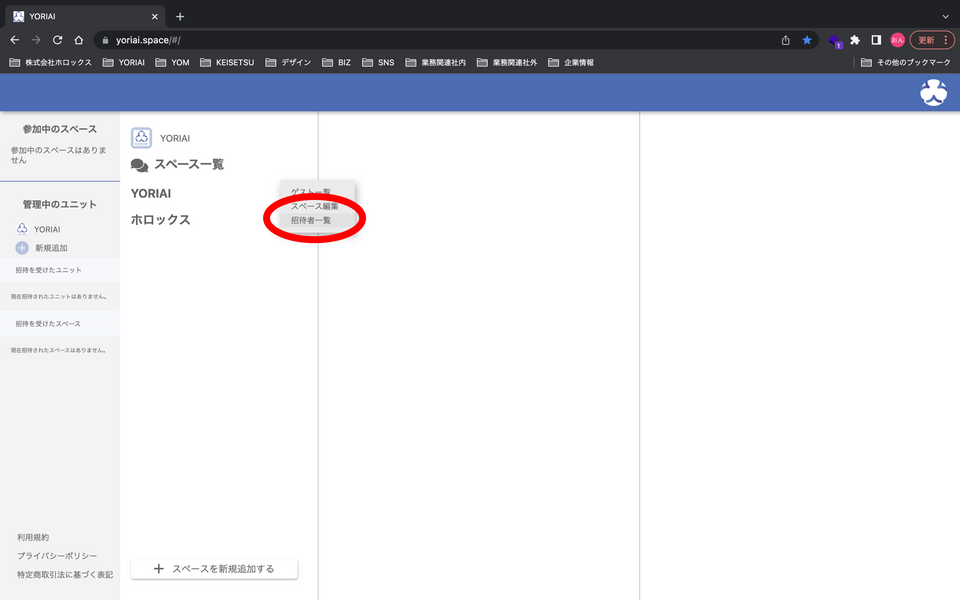 YORIAI
yoriai.space/#/
1
おん
更新
株式会社ホロックス
YORIAI
YOM
KEISETSU
デザイン
BIZ
SNS
業務関連社内
業務関連社外
企業情報
その他のブックマーク
参加中のスペース
参加中のスペースはありま
せん
管理中のユニット
YORIAI
新規追加
招待を受けたユニット
現在招待されたユニットはありません。
招待を受けたスペース
現在招待されたスペースはありません。
利用規約
プライバシーポリシー
特定商取引法に基づく表記
YORIAI
スペース一覧
YORIAI
ホロックス
ゲスト一覧
スペース編集
招待者一覧
スペースを新規追加する